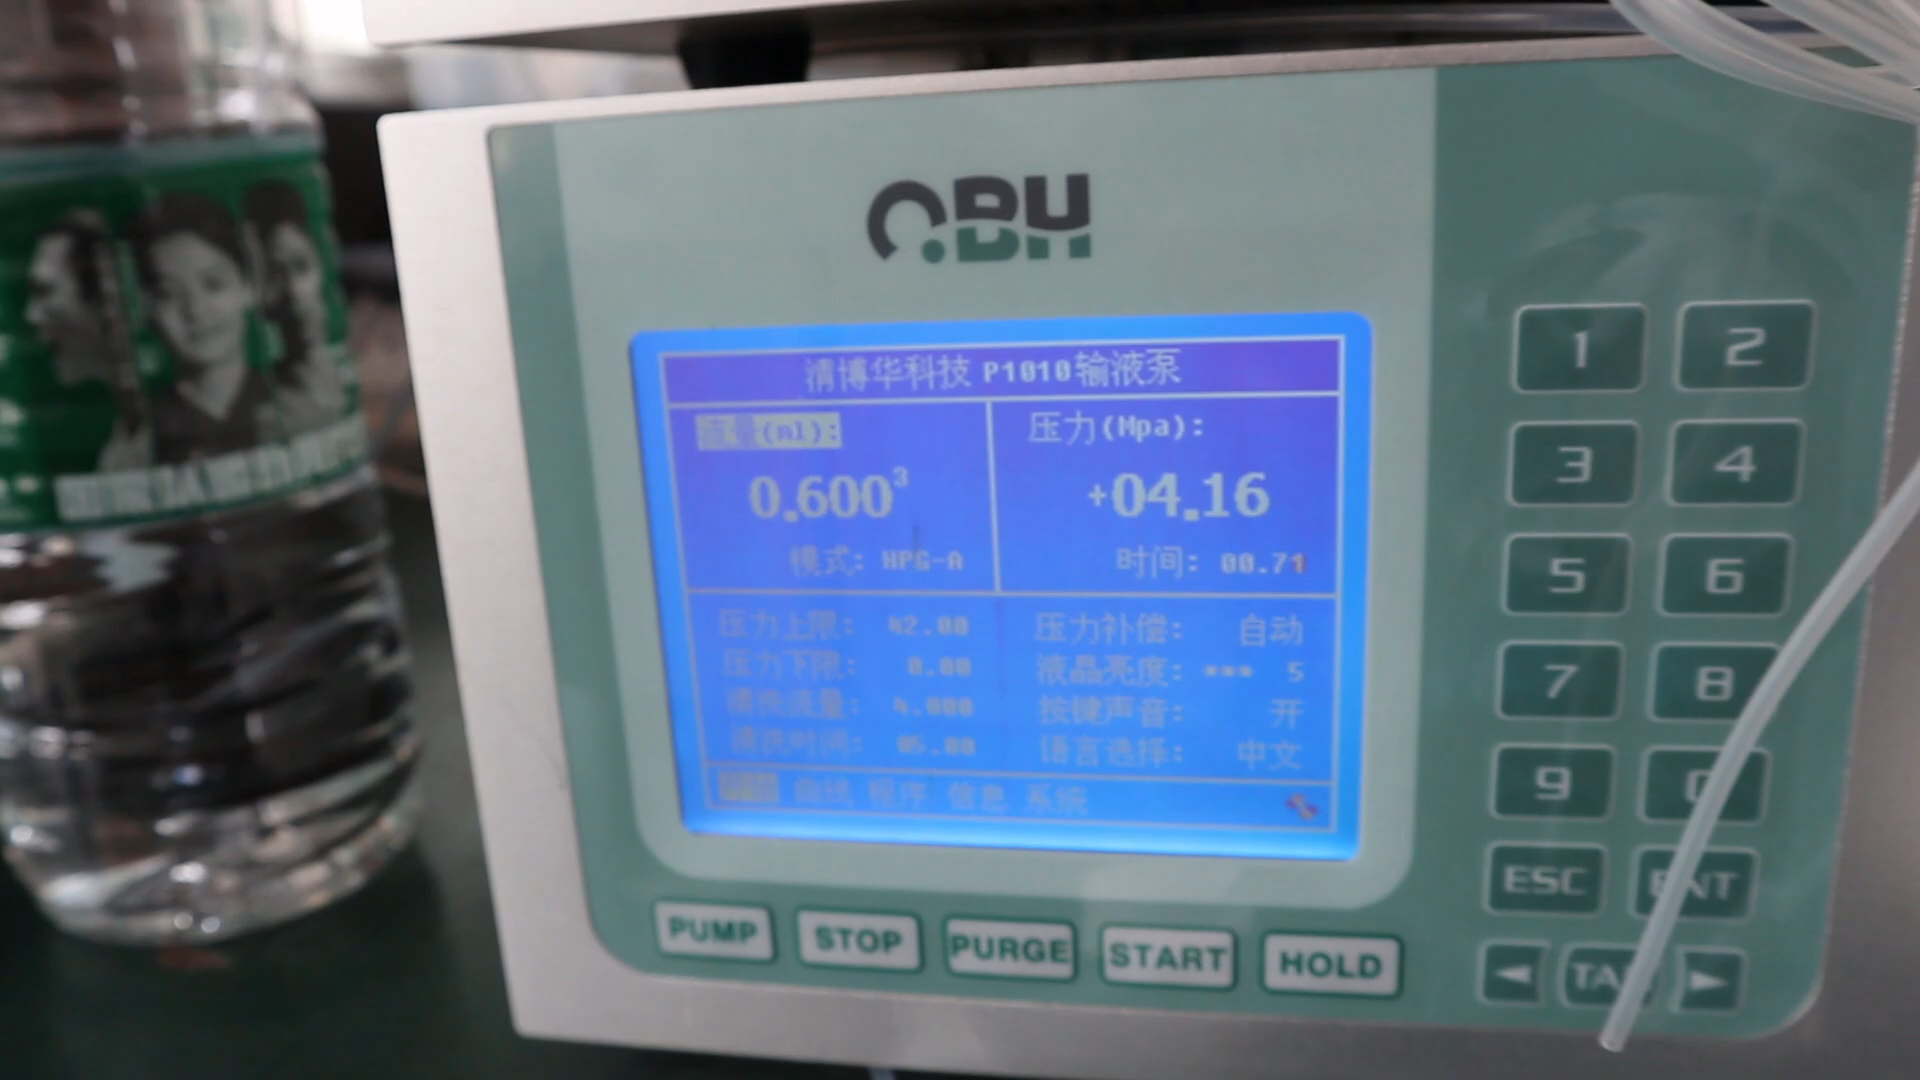 QBH
清博华科技 P1010输液泵
流量(ml):
0.600³
模式: HPG-A
压力(Mpa):
+04.16
时间: 00.71
压力上限: 42.00
压力下限: 0.00
清洗流量: 4.000
清洗时间: 05.00
压力补偿: 自动
液晶亮度: *** 5
按键声音: 开
语言选择: 中文
曲线 程序 信息 系统
PUMP STOP PURGE START HOLD
1 2
3 4
5 6
7 8
9 0
ESC ENT
TAB